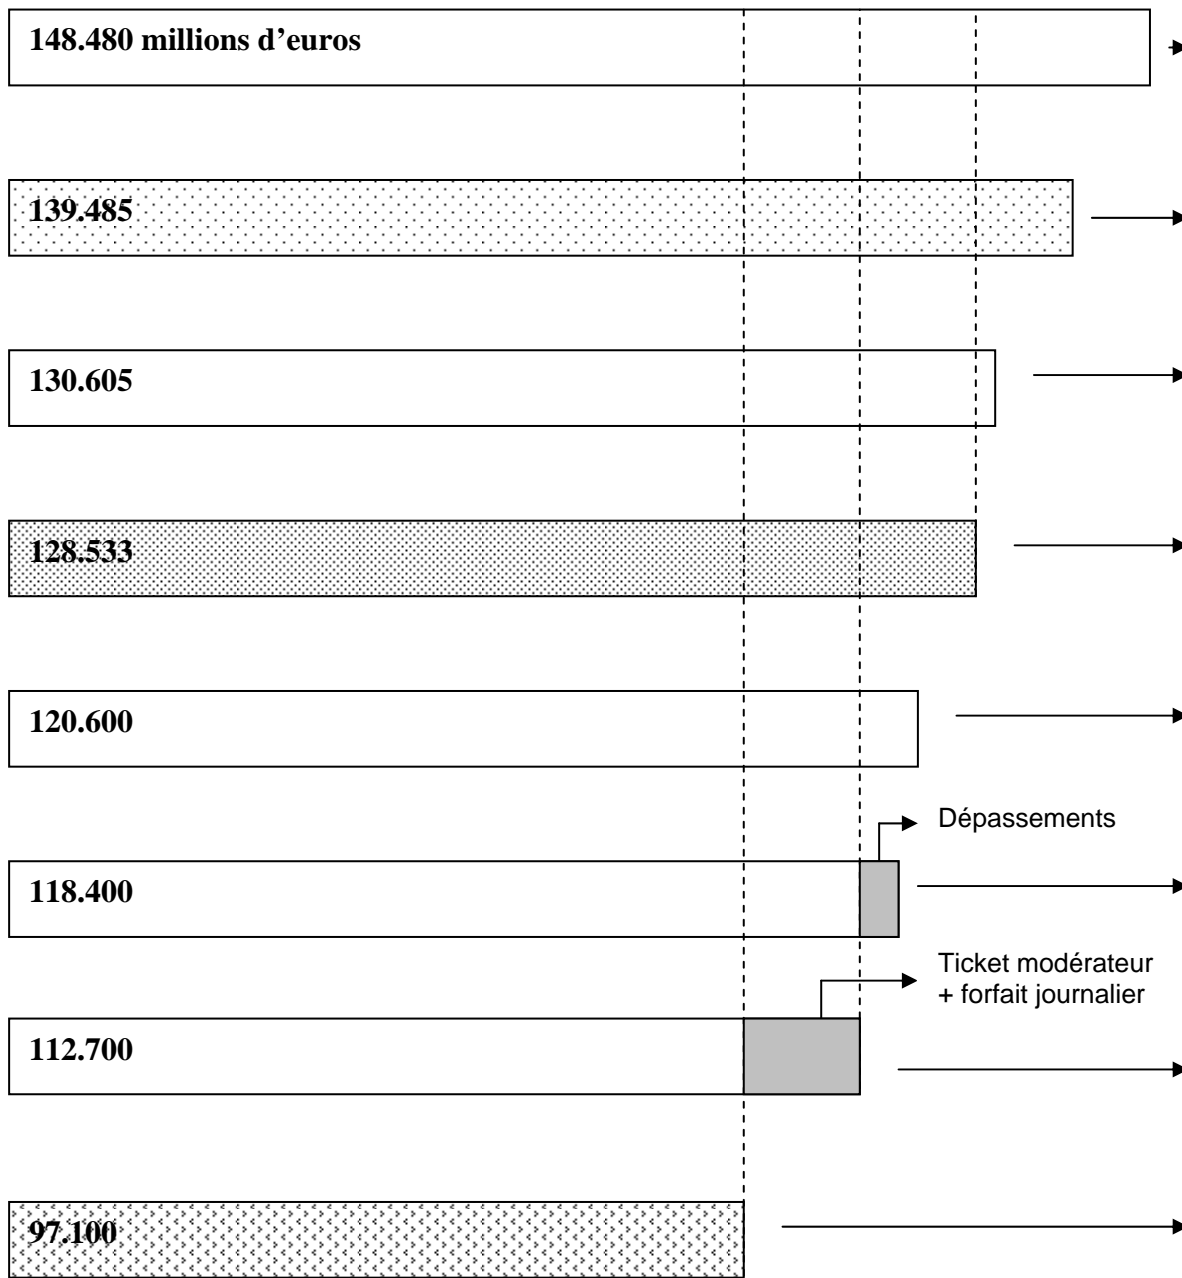 148.480 millions d’euros
139.485
130.605
128.533
120.600
Dépassements
118.400
Ticket modérateur
+ forfait journalier
112.700
97.100